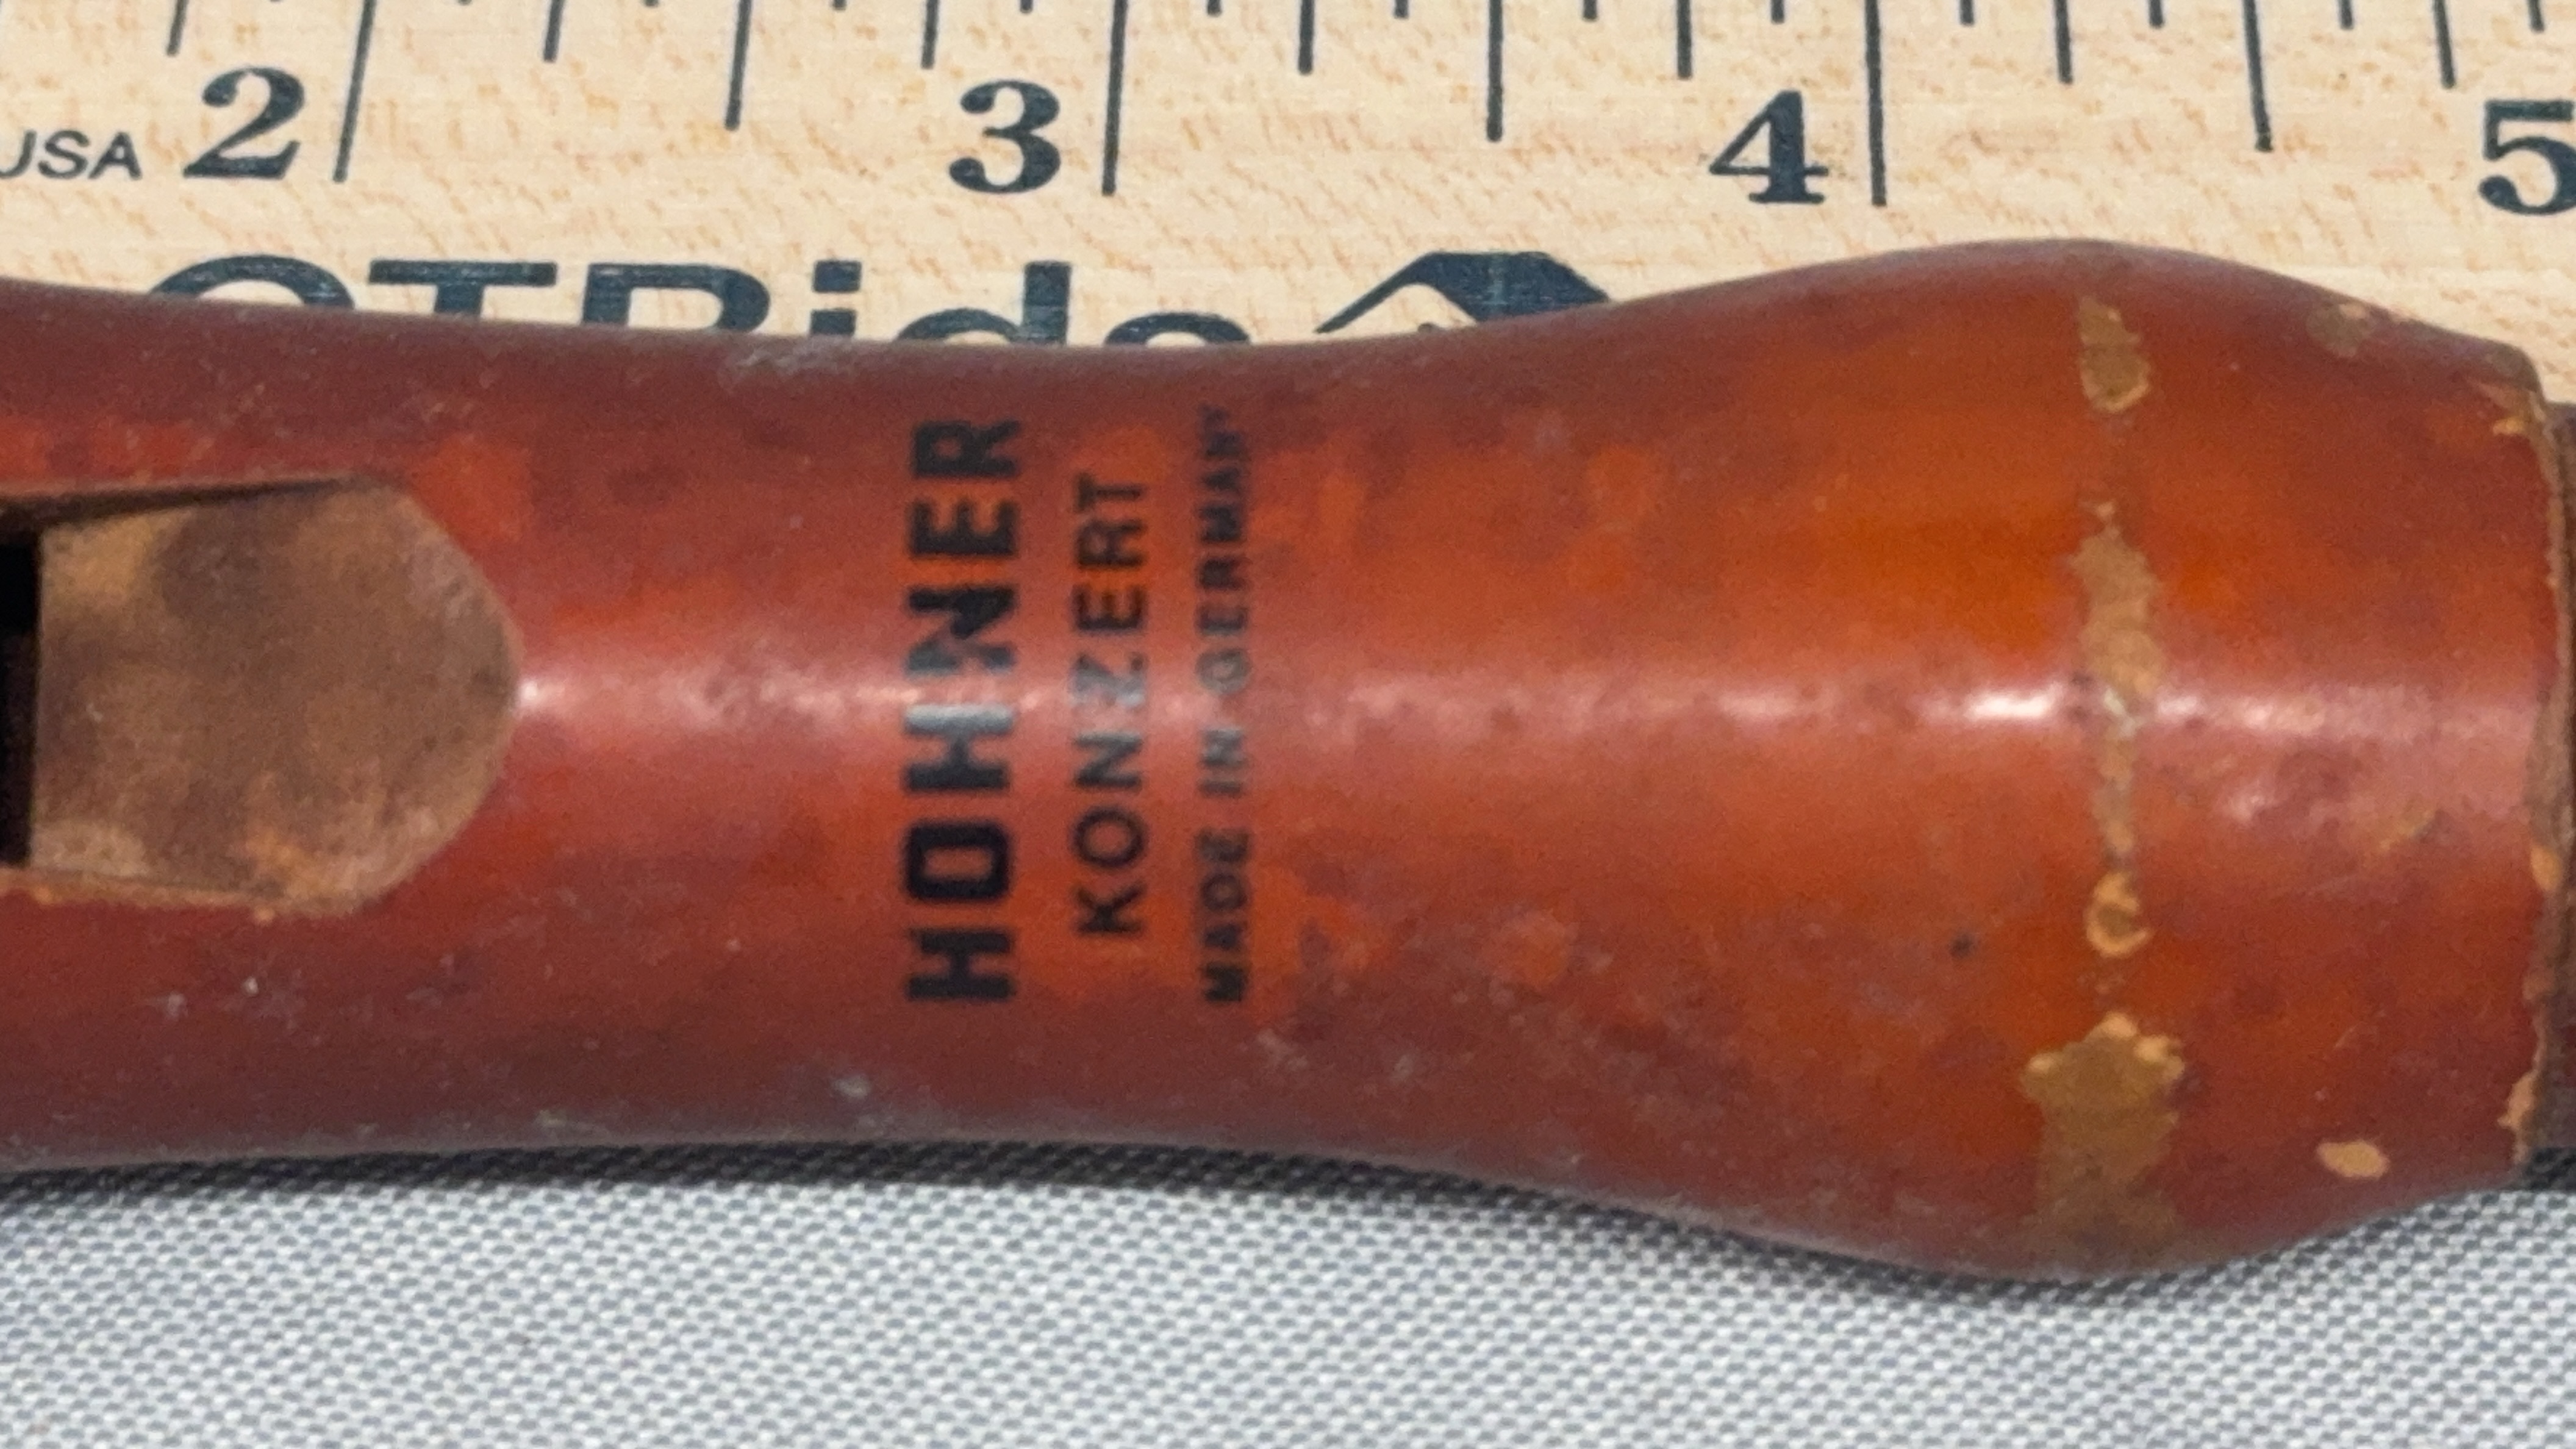 USA 2 3 4 5
HOHNER
KONZERT
MADE IN GERMANY